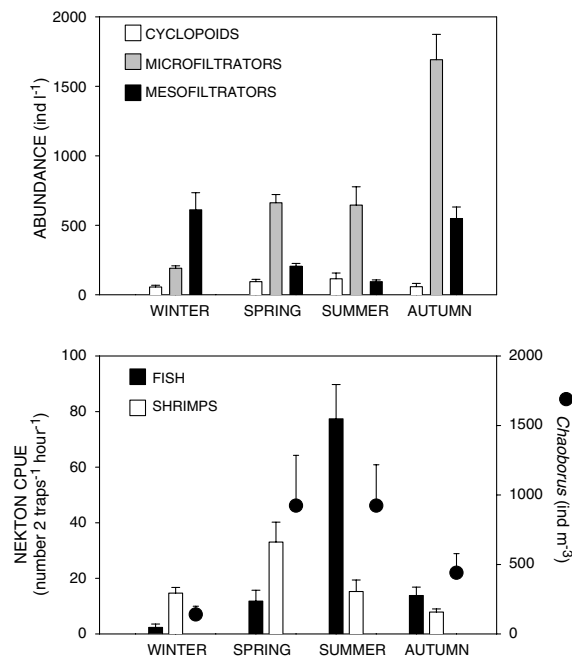 2000
CYCLOPOIDS
MICROFILTRATORS
MESOFILTRATORS
1500
1000
500
0
ABUNDANCE (ind l⁻¹)
WINTER SPRING SUMMER AUTUMN
100 2000
FISH
SHRIMPS
80 1500
60 1000
40
20 500
0 0
NEKTON CPUE
(number 2 traps⁻¹ hour⁻¹)
Chaoborus (ind m⁻³)
WINTER SPRING SUMMER AUTUMN